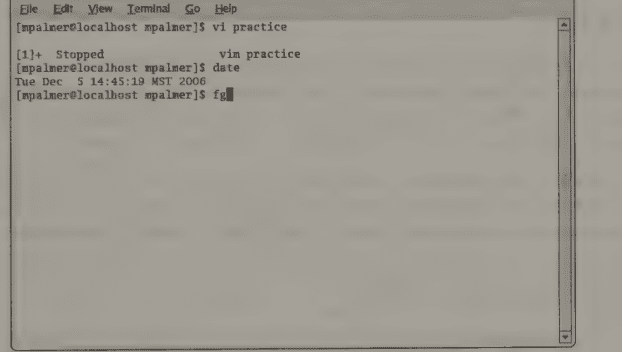 File Edit View Terminal Go Help
[mpalmer@localhost mpalmer]$ vi practice
[1]+ Stopped vim practice
[mpalmer@localhost mpalmer]$ date
Tue Dec 5 14:45:19 MST 2006
[mpalmer@localhost mpalmer]$ fg